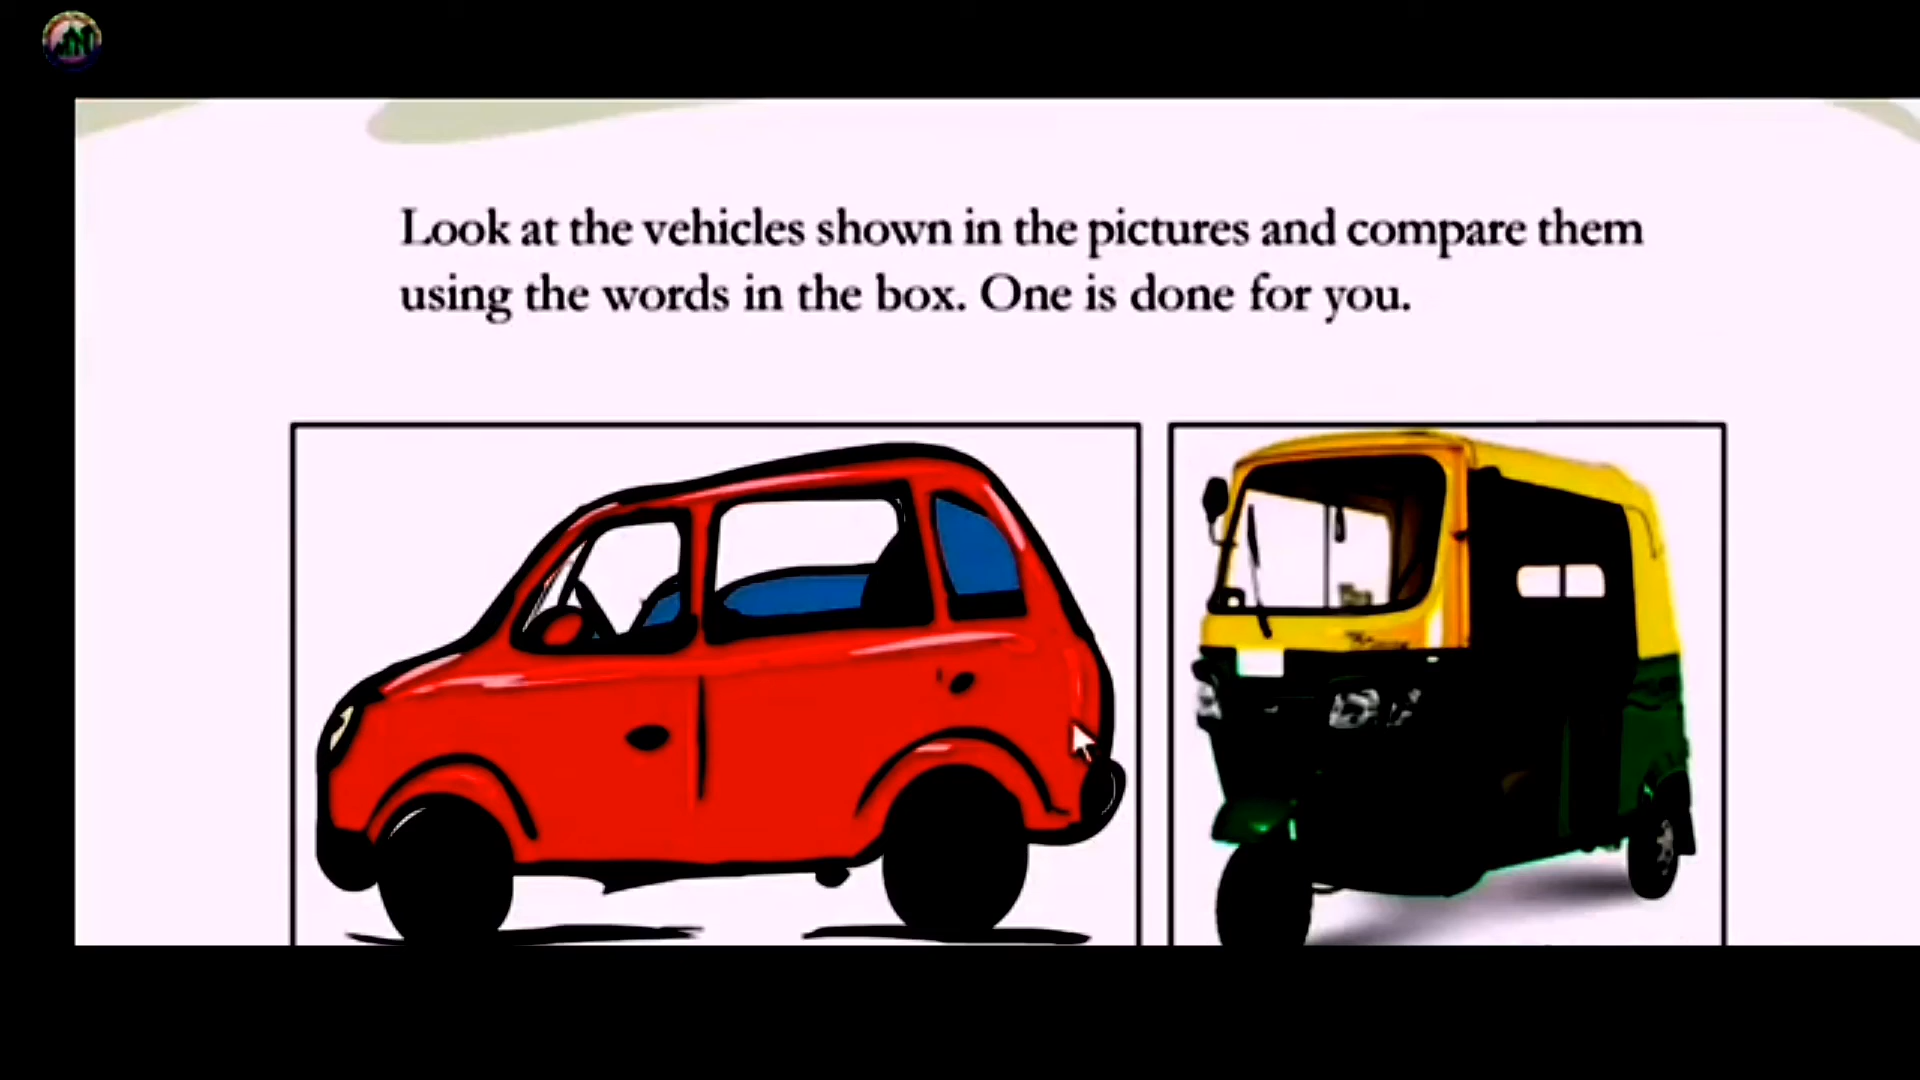 Look at the vehicles shown in the pictures and compare them
using the words in the box. One is done for you.